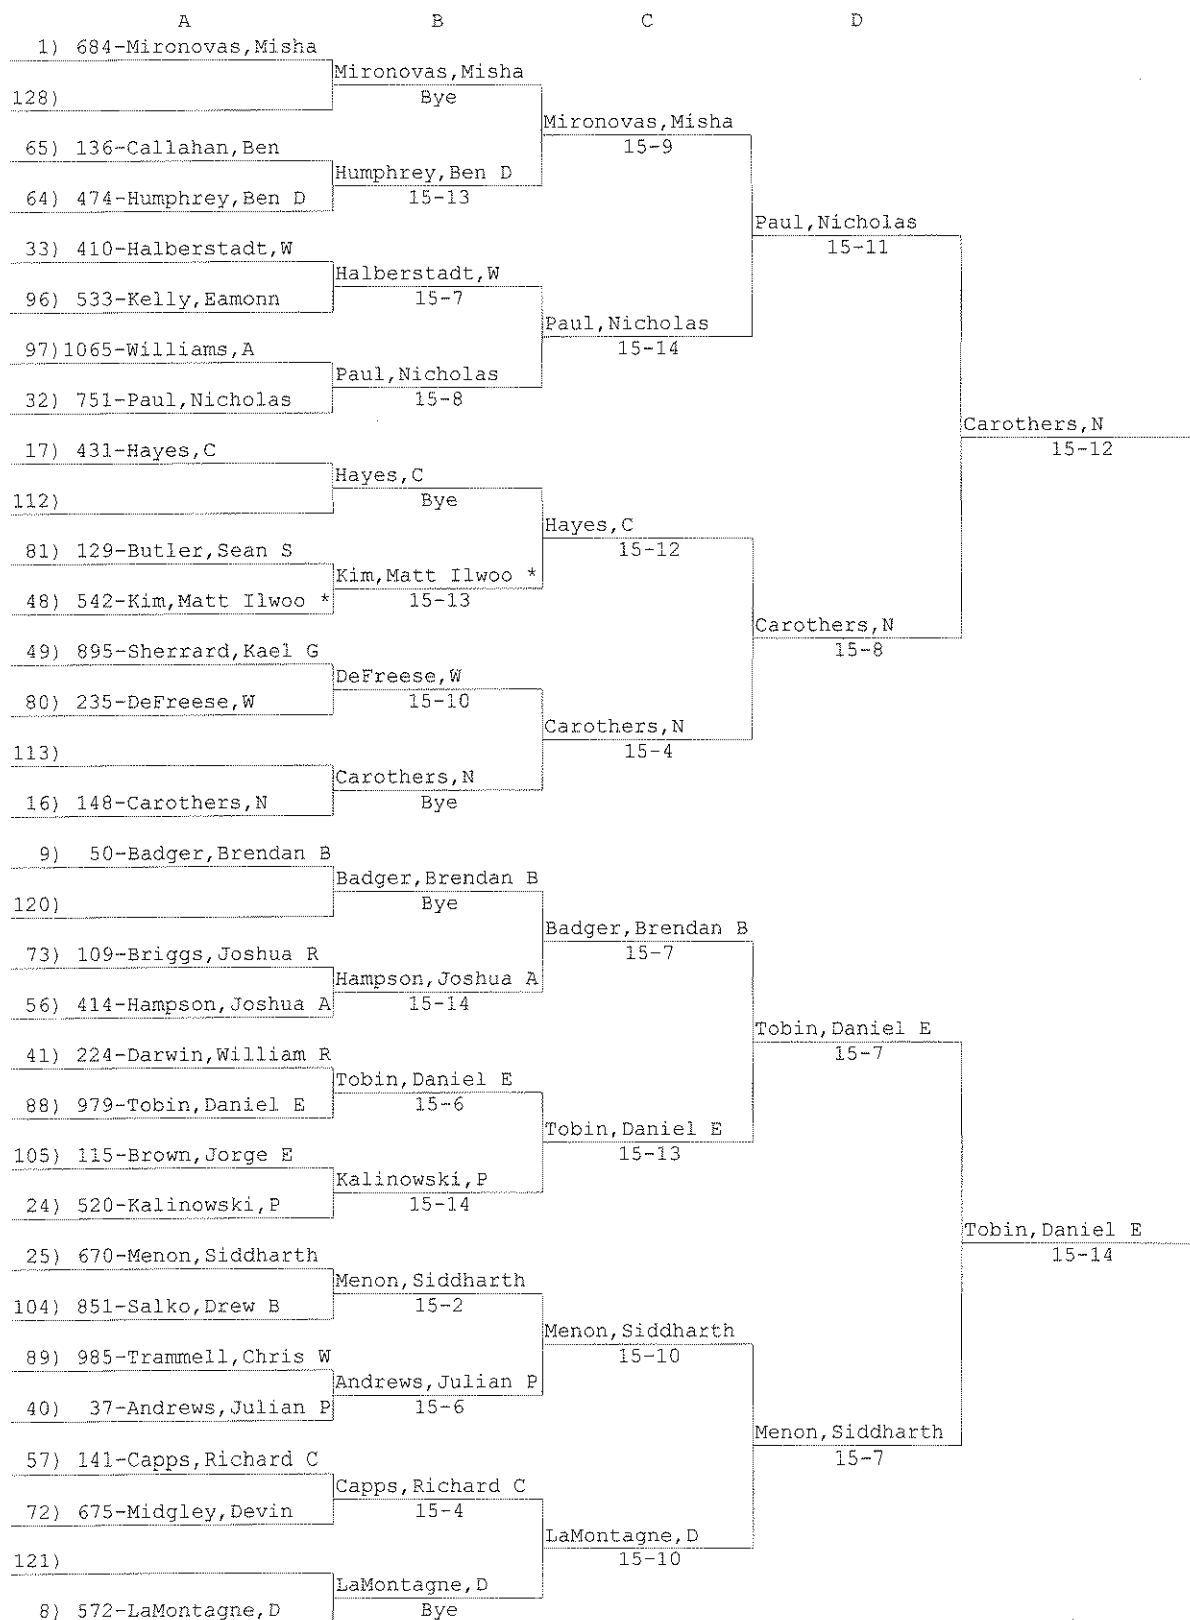 A B C D
1) 684-Mironovas,Misha
Mironovas,Misha
128) Bye
Mironovas,Misha
65) 136-Callahan,Ben 15-9
Humphrey,Ben D
64) 474-Humphrey,Ben D 15-13
Paul,Nicholas
33) 410-Halberstadt,W 15-11
Halberstadt,W
96) 533-Kelly,Eamonn 15-7
Paul,Nicholas
97)1065-Williams,A 15-14
Paul,Nicholas
32) 751-Paul,Nicholas 15-8
Carothers,N
17) 431-Hayes,C 15-12
Hayes,C
112) Bye
Hayes,C
81) 129-Butler,Sean S 15-12
Kim,Matt Ilwoo *
48) 542-Kim,Matt Ilwoo * 15-13
Carothers,N
49) 895-Sherrard,Kael G 15-8
DeFreese,W
80) 235-DeFreese,W 15-10
Carothers,N
113) 15-4
Carothers,N
16) 148-Carothers,N Bye
9) 50-Badger,Brendan B
Badger,Brendan B
120) Bye
Badger,Brendan B
73) 109-Briggs,Joshua R 15-7
Hampson,Joshua A
56) 414-Hampson,Joshua A 15-14
Tobin,Daniel E
41) 224-Darwin,William R 15-7
Tobin,Daniel E
88) 979-Tobin,Daniel E 15-6
Tobin,Daniel E
105) 115-Brown,Jorge E 15-13
Kalinowski,P
24) 520-Kalinowski,P 15-14
Tobin,Daniel E
25) 670-Menon,Siddharth 15-14
Menon,Siddharth
104) 851-Salko,Drew B 15-2
Menon,Siddharth
89) 985-Trammell,Chris W 15-10
Andrews,Julian P
40) 37-Andrews,Julian P 15-6
Menon,Siddharth
57) 141-Capps,Richard C 15-7
Capps,Richard C
72) 675-Midgley,Devin 15-4
LaMontagne,D
121) 15-10
LaMontagne,D
8) 572-LaMontagne,D Bye